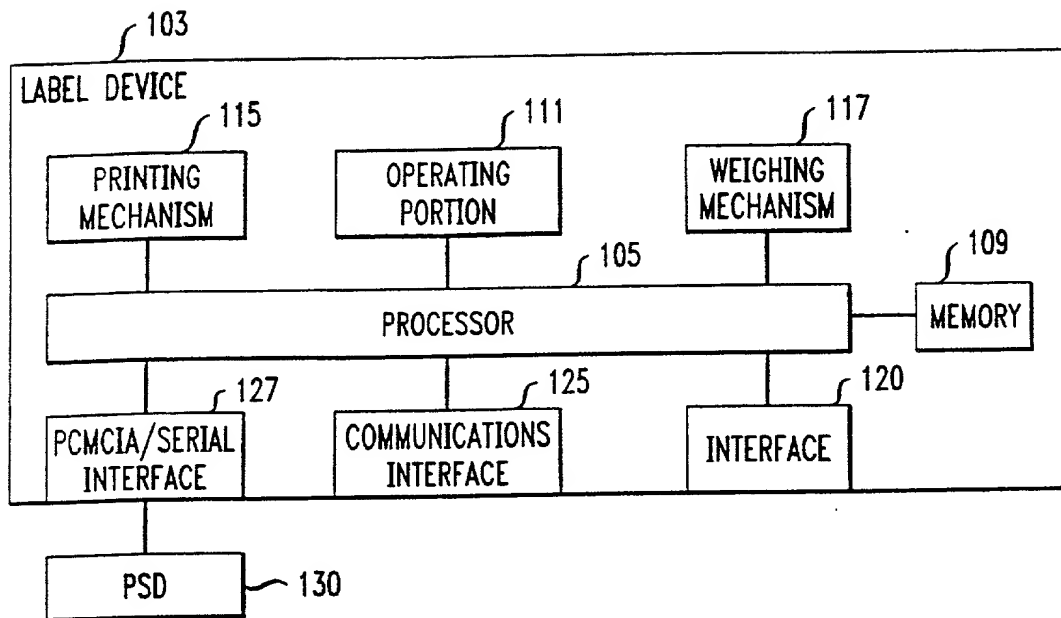 103
LABEL DEVICE
115
111
117
PRINTING
MECHANISM
OPERATING
PORTION
WEIGHING
MECHANISM
105
109
PROCESSOR
MEMORY
127
125
120
PCMCIA/SERIAL
INTERFACE
COMMUNICATIONS
INTERFACE
INTERFACE
PSD
130